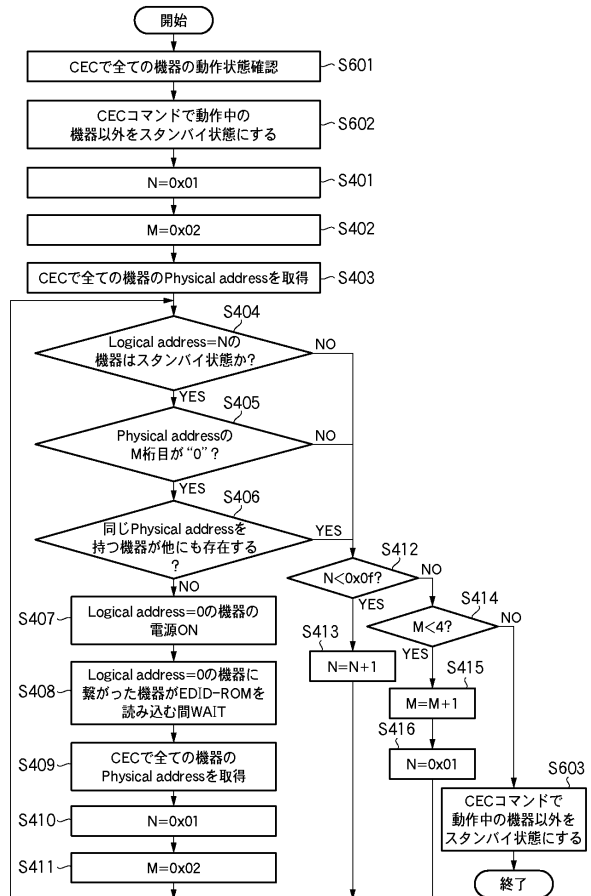 開始
CECで全ての機器の動作状態確認
S601
CECコマンドで動作中の
機器以外をスタンバイ状態にする
S602
N=0x01
S401
M=0x02
S402
CECで全ての機器のPhysical addressを取得
S403
S404
Logical address=Nの
機器はスタンバイ状態か?
NO
YES
S405
Physical addressの
M桁目が“0”?
NO
YES
S406
同じPhysical addressを
持つ機器が他にも存在する
?
YES
NO
S407
Logical address=0の機器の
電源ON
S408
Logical address=0の機器に
繋がった機器がEDID-ROMを
読み込む間WAIT
S409
CECで全ての機器の
Physical addressを取得
S410
N=0x01
S411
M=0x02
S412
N<0x0f?
NO
YES
S413
N=N+1
S414
M<4?
NO
YES
S415
M=M+1
S416
N=0x01
S603
CECコマンドで
動作中の機器以外を
スタンバイ状態にする
終了